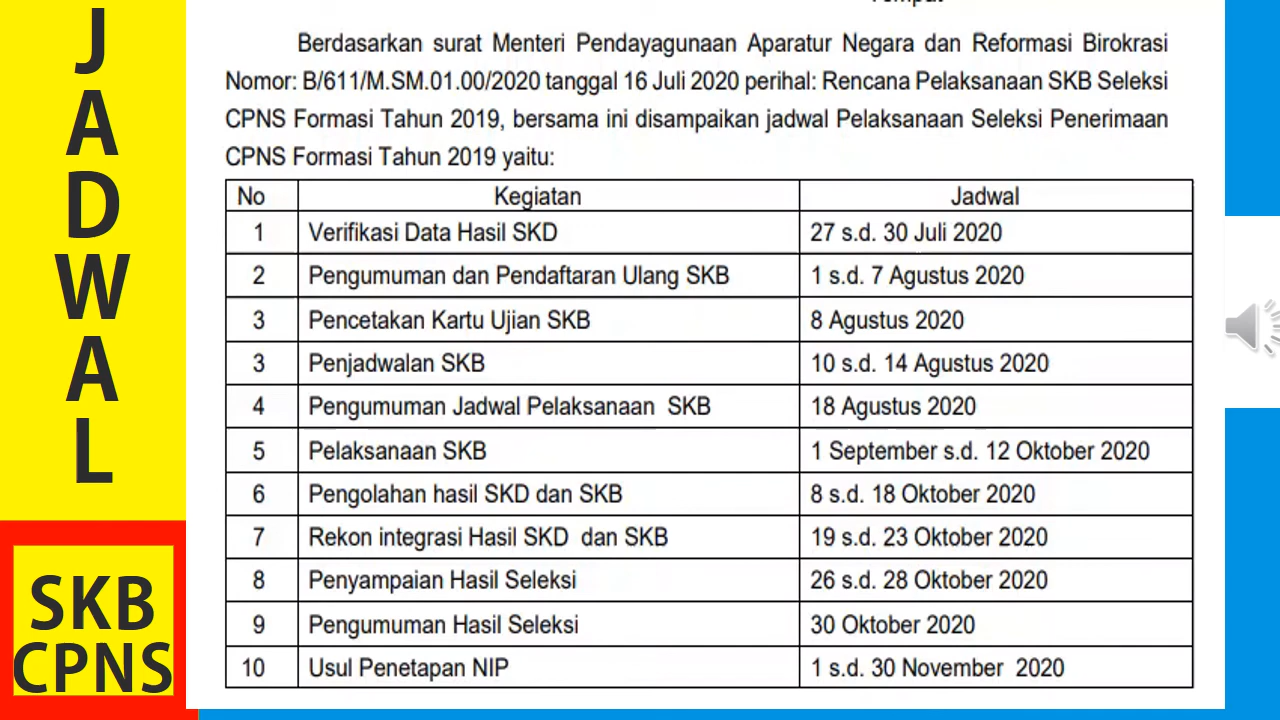 JADWAL
SKB
CPNS
Berdasarkan surat Menteri Pendayagunaan Aparatur Negara dan Reformasi Birokrasi
Nomor: B/611/M.SM.01.00/2020 tanggal 16 Juli 2020 perihal: Rencana Pelaksanaan SKB Seleksi
CPNS Formasi Tahun 2019, bersama ini disampaikan jadwal Pelaksanaan Seleksi Penerimaan
CPNS Formasi Tahun 2019 yaitu:
No Kegiatan Jadwal
1 Verifikasi Data Hasil SKD 27 s.d. 30 Juli 2020
2 Pengumuman dan Pendaftaran Ulang SKB 1 s.d. 7 Agustus 2020
3 Pencetakan Kartu Ujian SKB 8 Agustus 2020
3 Penjadwalan SKB 10 s.d. 14 Agustus 2020
4 Pengumuman Jadwal Pelaksanaan SKB 18 Agustus 2020
5 Pelaksanaan SKB 1 September s.d. 12 Oktober 2020
6 Pengolahan hasil SKD dan SKB 8 s.d. 18 Oktober 2020
7 Rekon integrasi Hasil SKD dan SKB 19 s.d. 23 Oktober 2020
8 Penyampaian Hasil Seleksi 26 s.d. 28 Oktober 2020
9 Pengumuman Hasil Seleksi 30 Oktober 2020
10 Usul Penetapan NIP 1 s.d. 30 November 2020